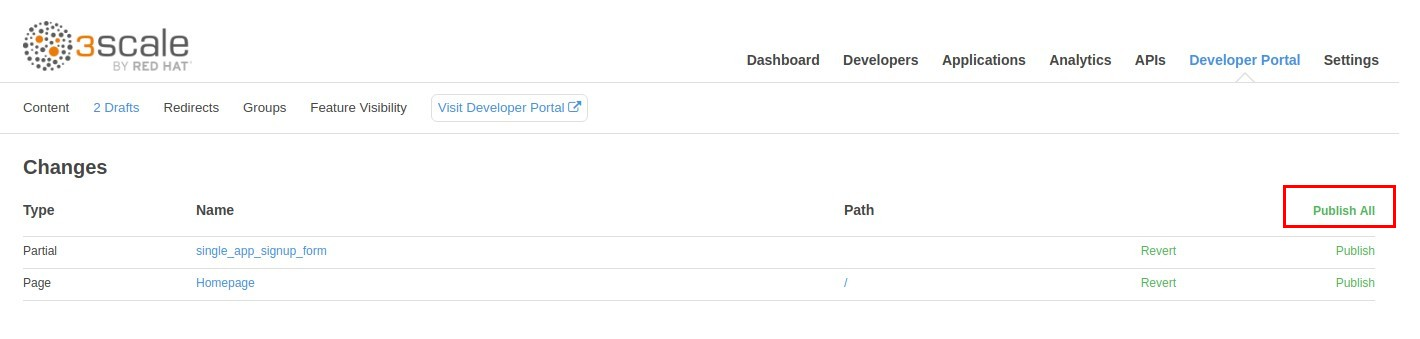 3scale
BY RED HAT
Dashboard Developers Applications Analytics APIs Developer Portal Settings
Content 2 Drafts Redirects Groups Feature Visibility Visit Developer Portal
Changes
Type Name Path Publish All
Partial single_app_signup_form Revert Publish
Page Homepage / Revert Publish